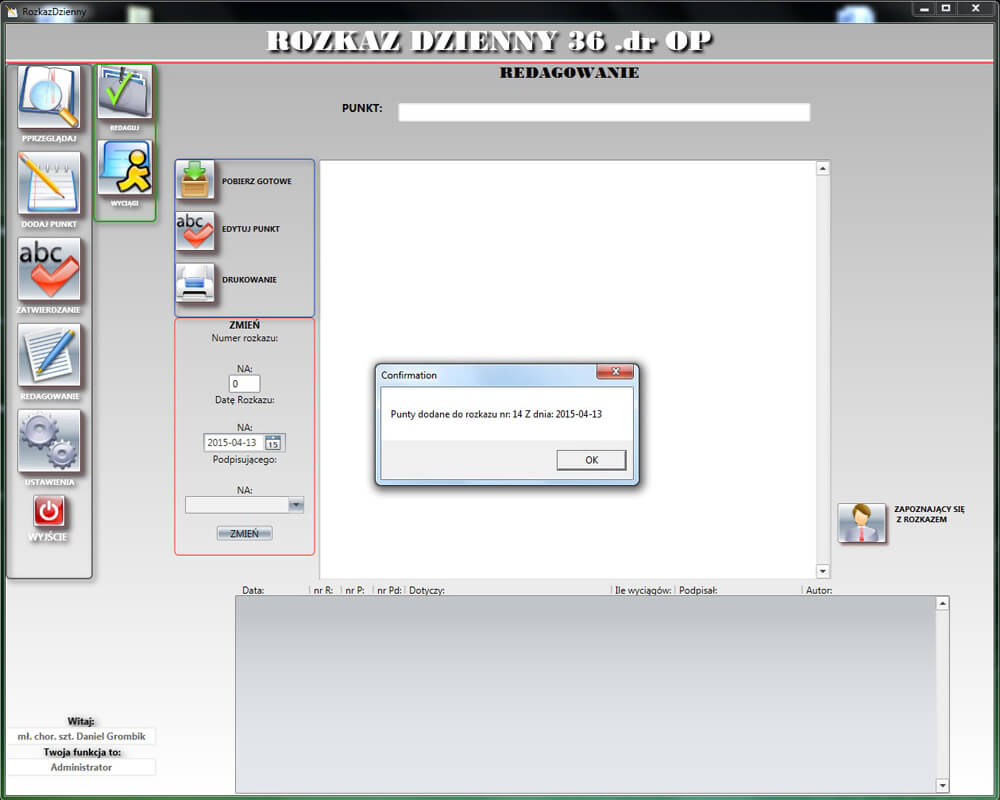 RozkazDzienny
ROZKAZ DZIENNY 36 .dr OP
REDAGOWANIE
PUNKT:
PPRZEGLĄDAJ
DODAJ PUNKT
ZATWIERDZANIE
REDAGOWANIE
USTAWIENIA
WYJŚCIE
REDAGUJ
WYCIĄGI
POBIERZ GOTOWE
abc
EDYTUJ PUNKT
DRUKOWANIE
abc
ZMIEŃ
Numer rozkazu:
NA:
0
Datę Rozkazu:
NA:
2015-04-13
15
Podpisującego:
NA:
ZMIEŃ
Confirmation
Punty dodane do rozkazu nr: 14 Z dnia: 2015-04-13
OK
ZAPOZNAJĄCY SIĘ
Z ROZKAZEM
Data: nr R: nr P: nr Pd: Dotyczy: Ile wyciągów: Podpisał: Autor:
Witaj:
mł. chor. szt. Daniel Grombik
Twoja funkcja to:
Administrator